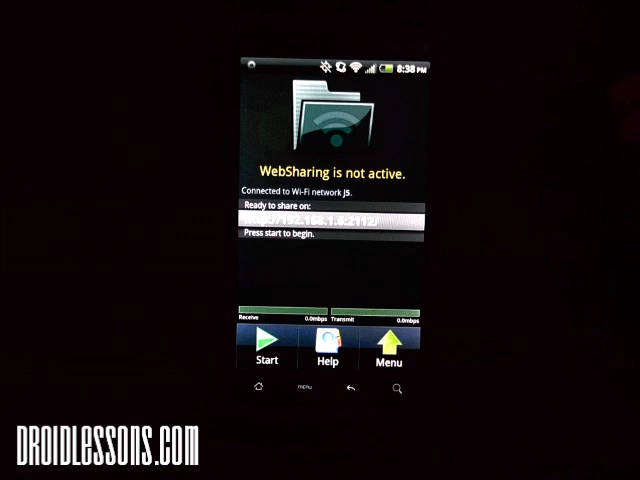 8:38 PM
WebSharing is not active.
Connected to Wi-Fi network j5.
Ready to share on:
http://192.168.1.6:2112/
Press start to begin.
Receive 0.0mbps Transmit 0.0mbps
Start Help Menu
menu
DROIDLESSONS.COM